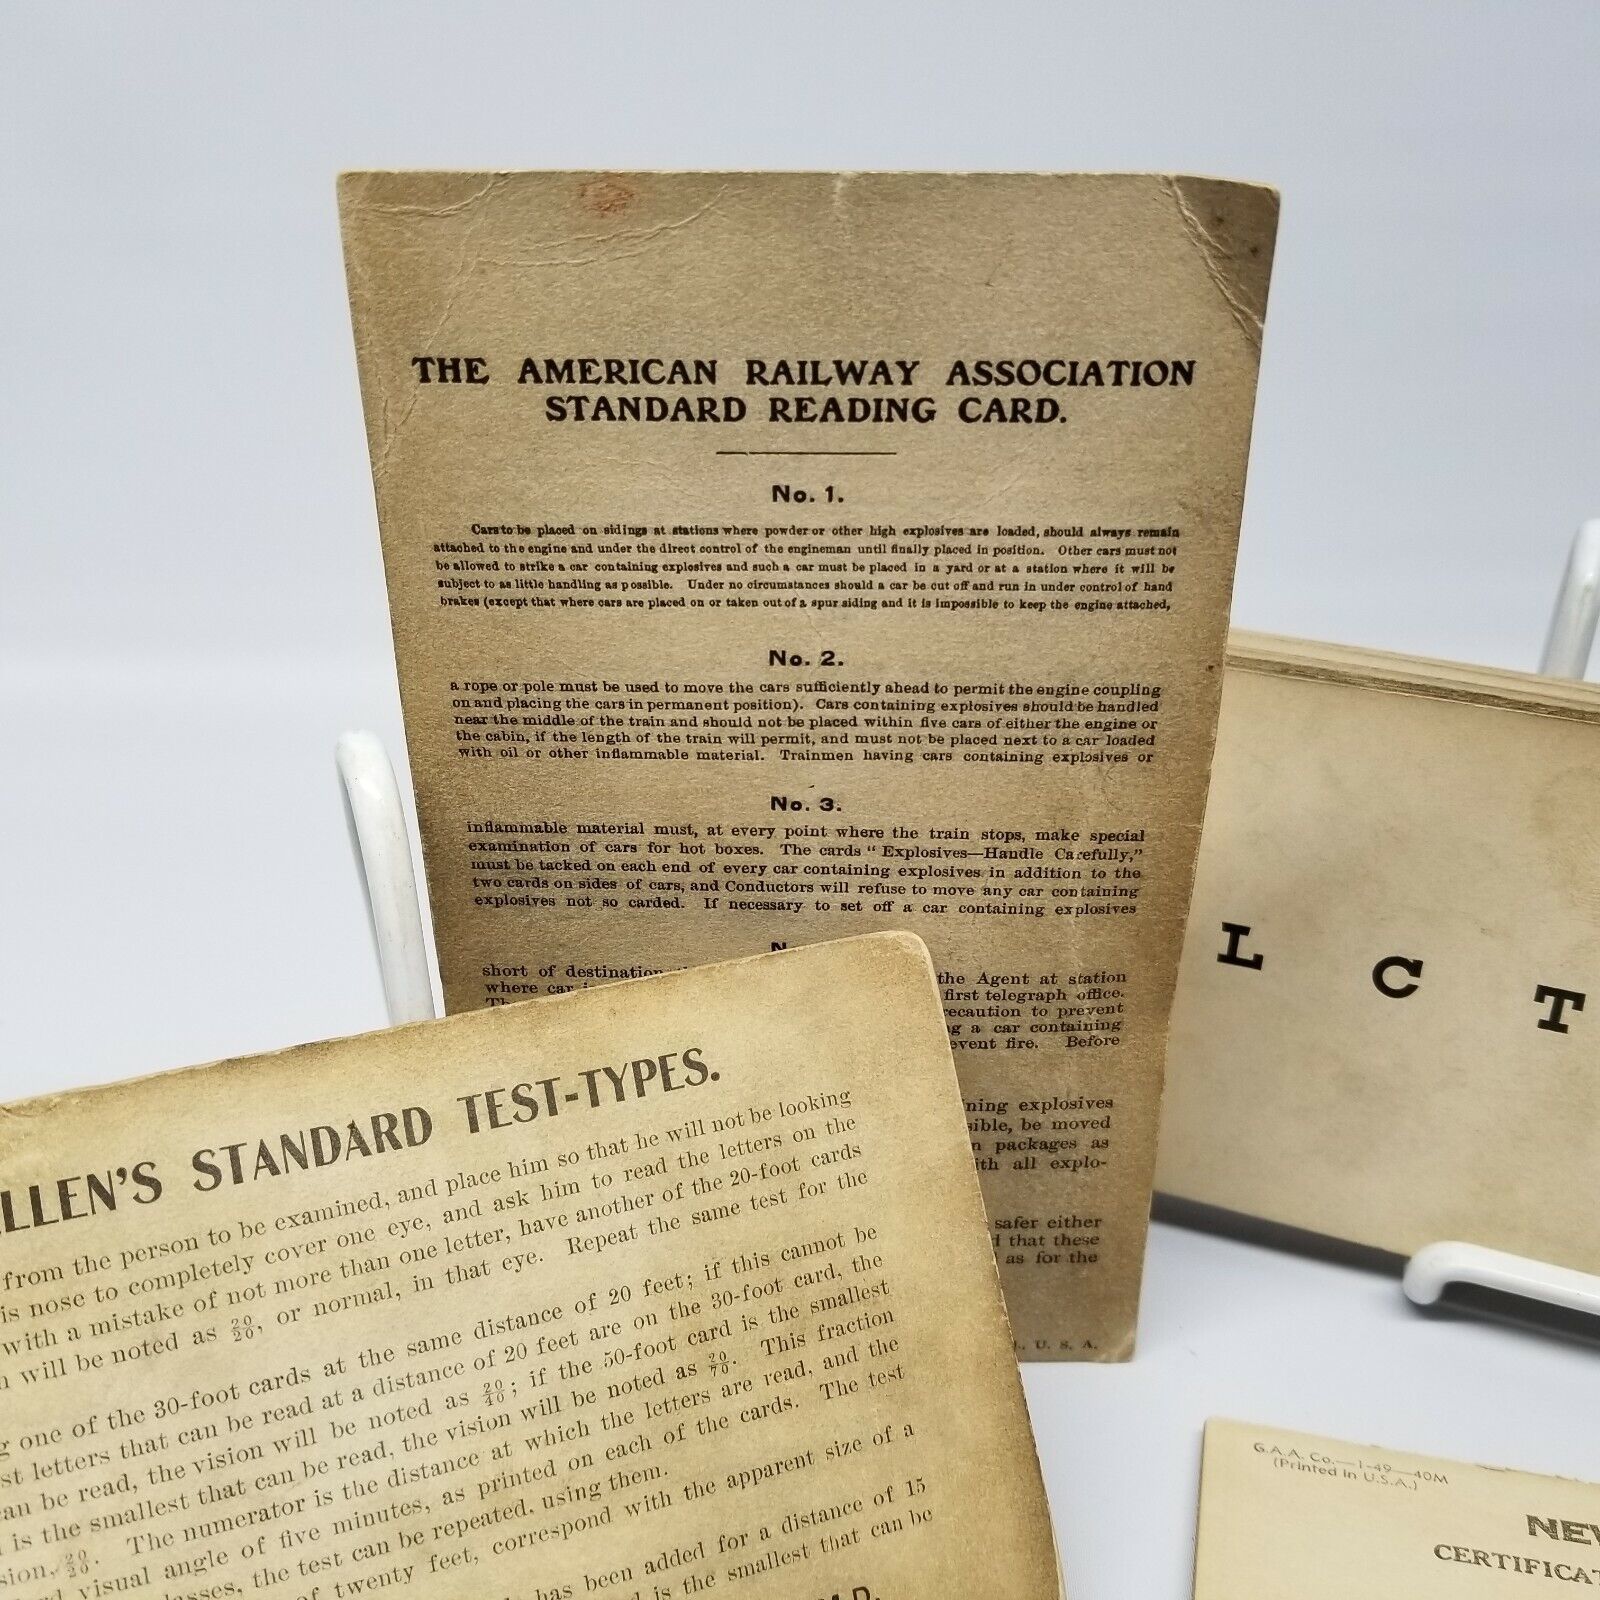 THE AMERICAN RAILWAY ASSOCIATION
STANDARD READING CARD.
No. 1.
Cars to be placed on sidings at stations where powder or other high explosives are loaded, should always remain
attached to the engine and under the direct control of the engineman until finally placed in position. Other cars must not
be allowed to strike a car containing explosives and such a car must be placed in a yard or at a station where it will be
subject to as little handling as possible. Under no circumstances should a car be cut off and run in under control of hand
brakes (except that where cars are placed on or taken out of a spur siding and it is impossible to keep the engine attached,
No. 2.
a rope or pole must be used to move the cars sufficiently ahead to permit the engine coupling
on and placing the cars in permanent position). Cars containing explosives should be handled
near the middle of the train and should not be placed within five cars of either the engine or
the cabin, if the length of the train will permit, and must not be placed next to a car loaded
with oil or other inflammable material. Trainmen having cars containing explosives or
No. 3.
inflammable material must, at every point where the train stops, make special
examination of cars for hot boxes. The cards "Explosives—Handle Carefully,"
must be tacked on each end of every car containing explosives in addition to the
two cards on sides of cars, and Conductors will refuse to move any car containing
explosives not so carded. If necessary to set off a car containing explosives
short of destination the Agent at station
where car first telegraph office.
precaution to prevent
a car containing
prevent fire. Before
explosives
be moved
packages as
with all explo-
safer either
that these
as for the
U. S. A.
L C T
LLEN'S STANDARD TEST-TYPES.
from the person to be examined, and place him so that he will not be looking
is nose to completely cover one eye, and ask him to read the letters on the
with a mistake of not more than one letter, have another of the 20-foot cards
will be noted as 20/20, or normal, in that eye. Repeat the same test for the
one of the 30-foot cards at the same distance of 20 feet; if this cannot be
st letters that can be read at a distance of 20 feet are on the 30-foot card, the
can be read, the vision will be noted as 20/40; if the 50-foot card is the smallest
is the smallest that can be read, the vision will be noted as 20/70. This fraction
sion, 20/20. The numerator is the distance at which the letters are read, and the
visual angle of five minutes, as printed on each of the cards. The test
lasses, the test can be repeated, using them.
of twenty feet, correspond with the apparent size of a
has been added for a distance of 15
is the smallest that can be
M.D.
G.A.A. Co.—1-49—40M
(Printed in U.S.A.)
NEW
CERTIFICAT